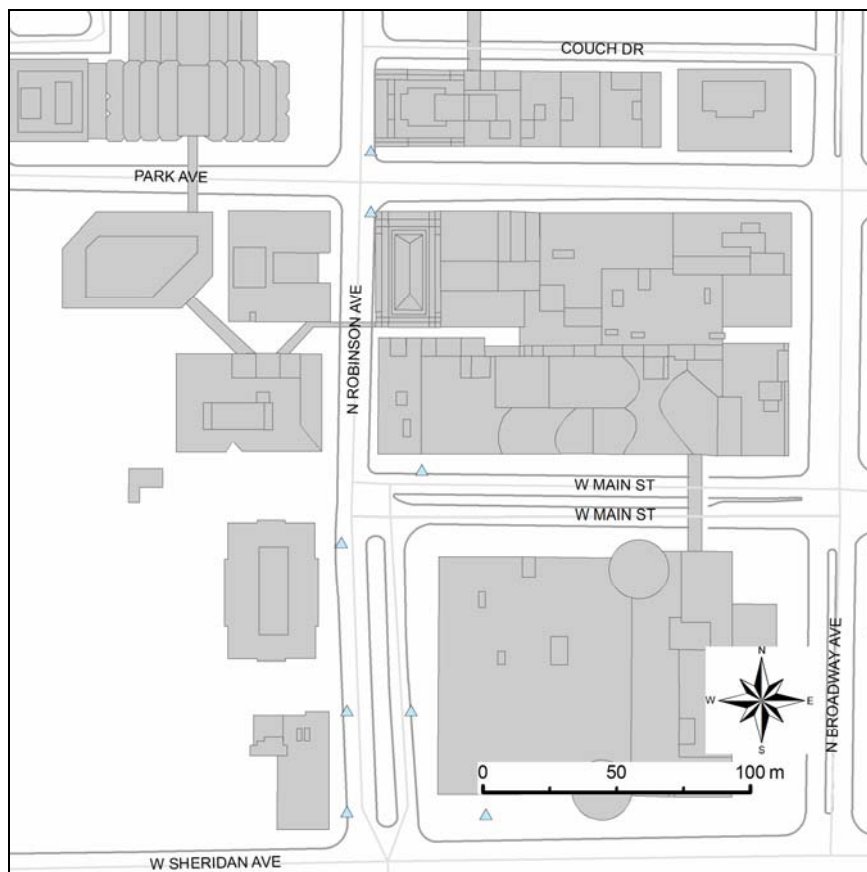 COUCH DR
PARK AVE
N ROBINSON AVE
W MAIN ST
W MAIN ST
N BROADWAY AVE
N
W E
S
0 50 100 m
W SHERIDAN AVE